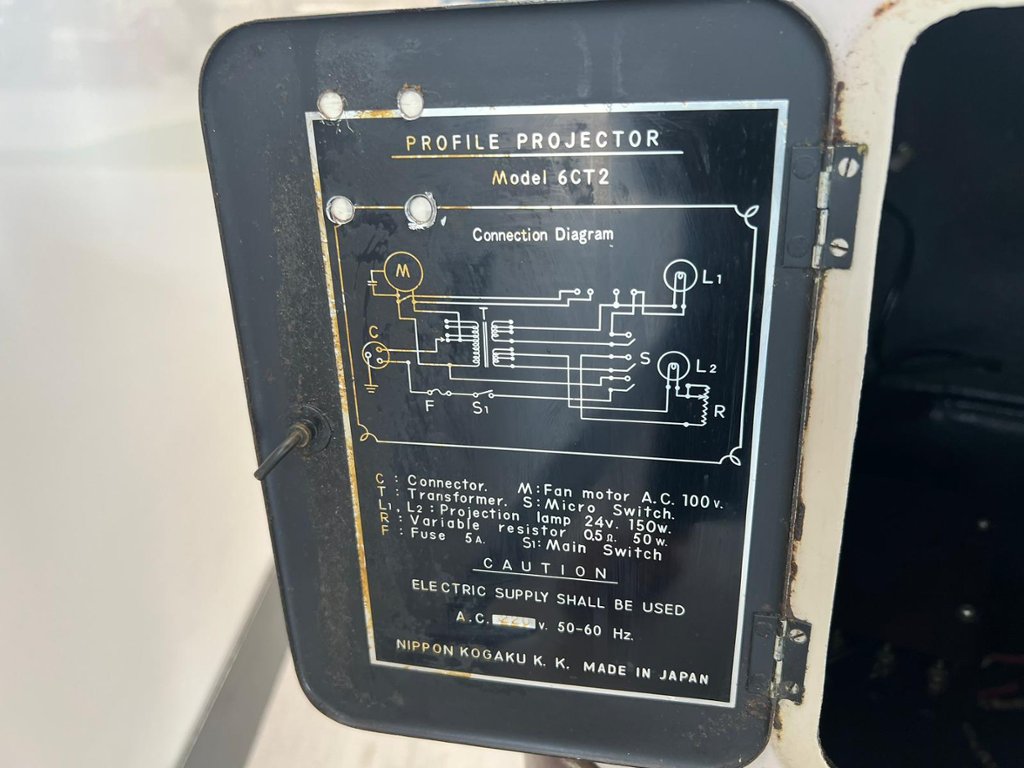 PROFILE PROJECTOR
Model 6CT2
Connection Diagram
M
L1
T
C
S
L2
F
S1
R
C : Connector. M : Fan motor A.C. 100v.
T : Transformer. S : Micro Switch.
L1, L2 : Projection lamp 24v. 150w.
R : Variable resistor 0.5Ω. 50w.
F : Fuse 5A. S1 : Main Switch
CAUTION
ELECTRIC SUPPLY SHALL BE USED
A.C. 220 v. 50-60 Hz.
NIPPON KOGAKU K. K. MADE IN JAPAN